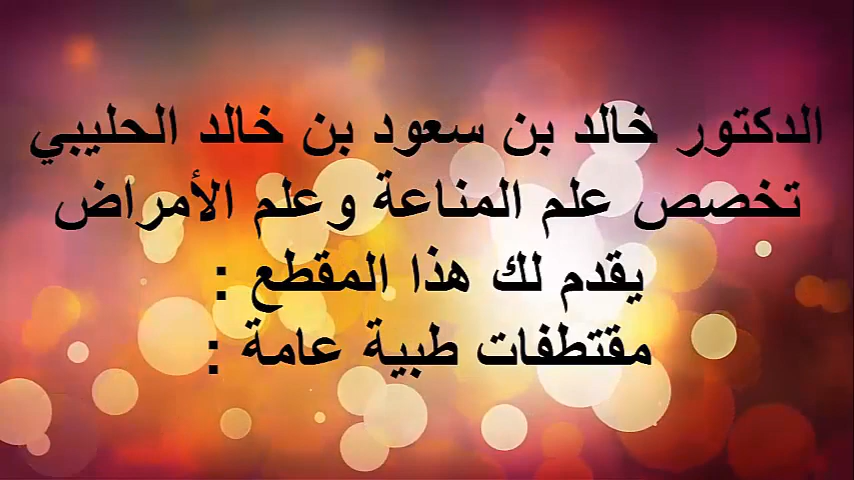 الدكتور خالد بن سعود بن خالد الحليبي
تخصص علم المناعة وعلم الأمراض
يقدم لك هذا المقطع :
مقتطفات طبية عامة :